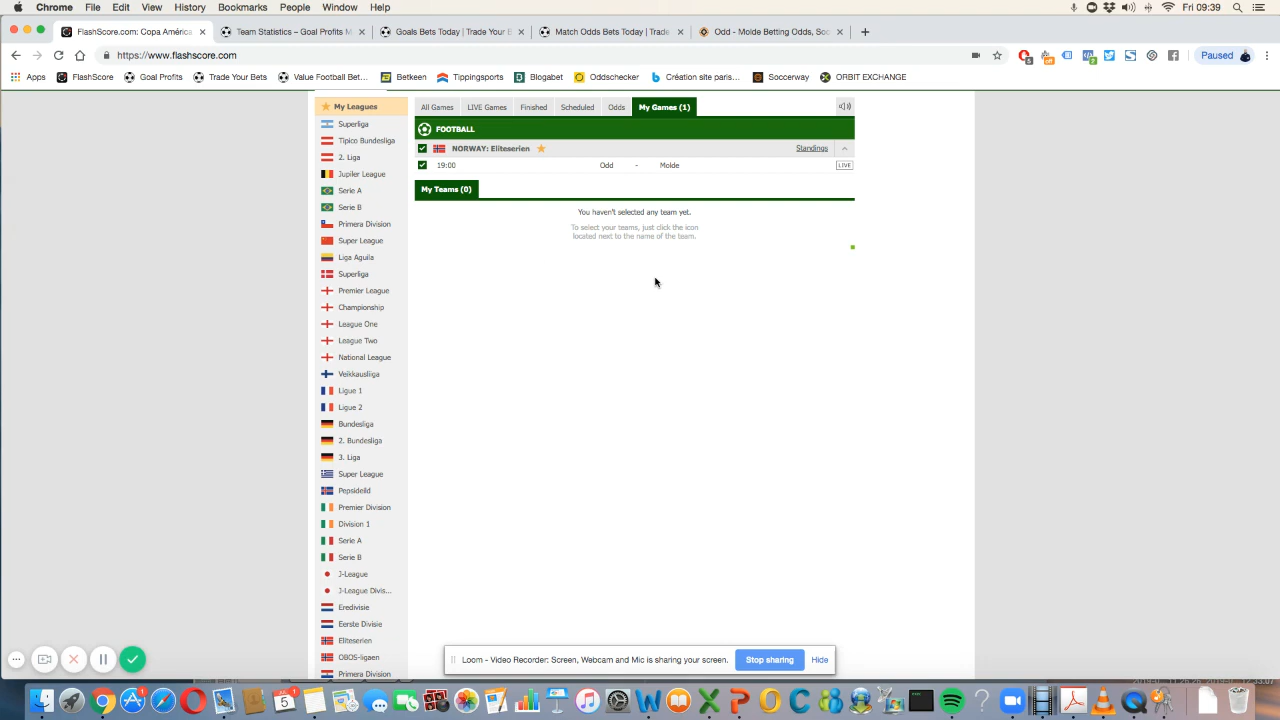 Chrome File Edit View History Bookmarks People Window Help Fri 09:39
FlashScore.com: Copa América Team Statistics – Goal Profits M Goals Bets Today | Trade Your B Match Odds Bets Today | Trade Odd - Molde Betting Odds, Soc
https://www.flashscore.com Paused
Apps FlashScore Goal Profits Trade Your Bets Value Football Bet... Betkeen Tippingsports Blogabet Oddschecker Création site paris... Soccerway ORBIT EXCHANGE
My Leagues
Superliga
Tipico Bundesliga
2. Liga
Jupiler League
Serie A
Serie B
Primera Division
Super League
Liga Aguila
Superliga
Premier League
Championship
League One
League Two
National League
Veikkausliiga
Ligue 1
Ligue 2
Bundesliga
2. Bundesliga
3. Liga
Super League
Pepsideild
Premier Division
Division 1
Serie A
Serie B
J-League
J-League Divis...
Eredivisie
Eerste Divisie
Eliteserien
OBOS-ligaen
Primera Division
All Games LIVE Games Finished Scheduled Odds My Games (1)
FOOTBALL
NORWAY: Eliteserien Standings
19:00 Odd - Molde LIVE
My Teams (0)
You haven't selected any team yet.
To select your teams, just click the icon
located next to the name of the team.
Loom - Video Recorder: Screen, Webcam and Mic is sharing your screen. Stop sharing Hide